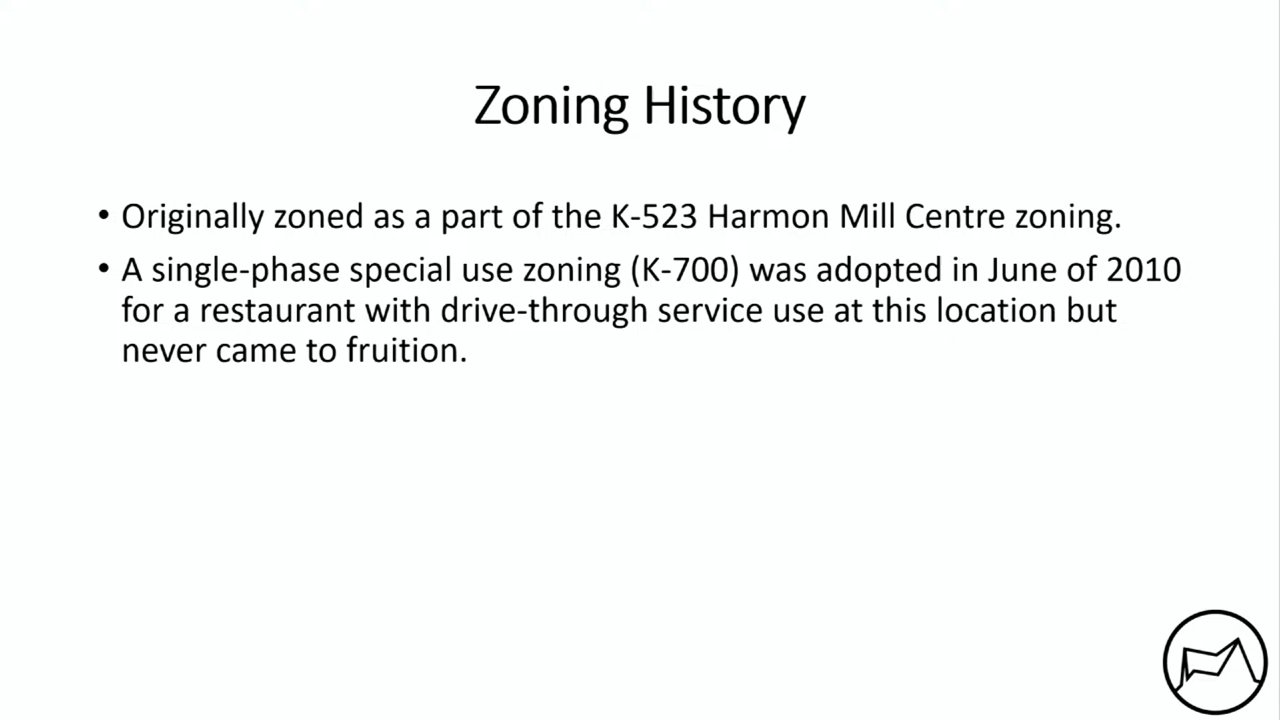 Zoning History
• Originally zoned as a part of the K-523 Harmon Mill Centre zoning.
• A single-phase special use zoning (K-700) was adopted in June of 2010
for a restaurant with drive-through service use at this location but
never came to fruition.